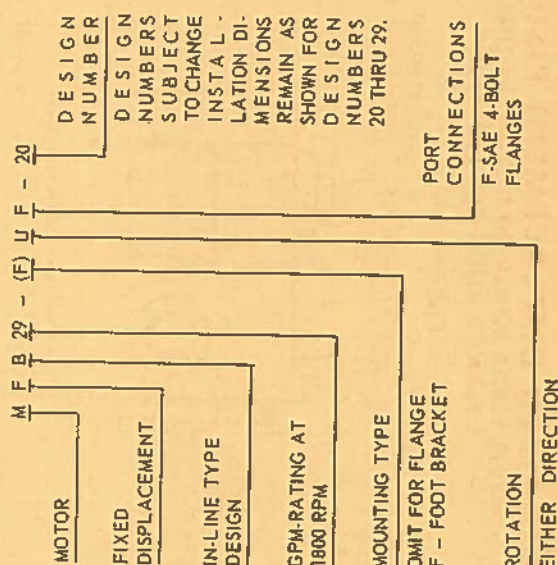 M F B 29 - (F) U F - 20
MOTOR
FIXED
DISPLACEMENT
IN-LINE TYPE
DESIGN
GPM-RATING AT
1800 RPM
MOUNTING TYPE
OMIT FOR FLANGE
F - FOOT BRACKET
ROTATION
EITHER DIRECTION
PORT
CONNECTIONS
F-SAE 4-BOLT
FLANGES
DESIGN
NUMBER
DESIGN
NUMBERS
SUBJECT
TO CHANGE
INSTAL-
LATION DI-
MENSIONS
REMAIN AS
SHOWN FOR
DESIGN
NUMBERS
20 THRU 29.